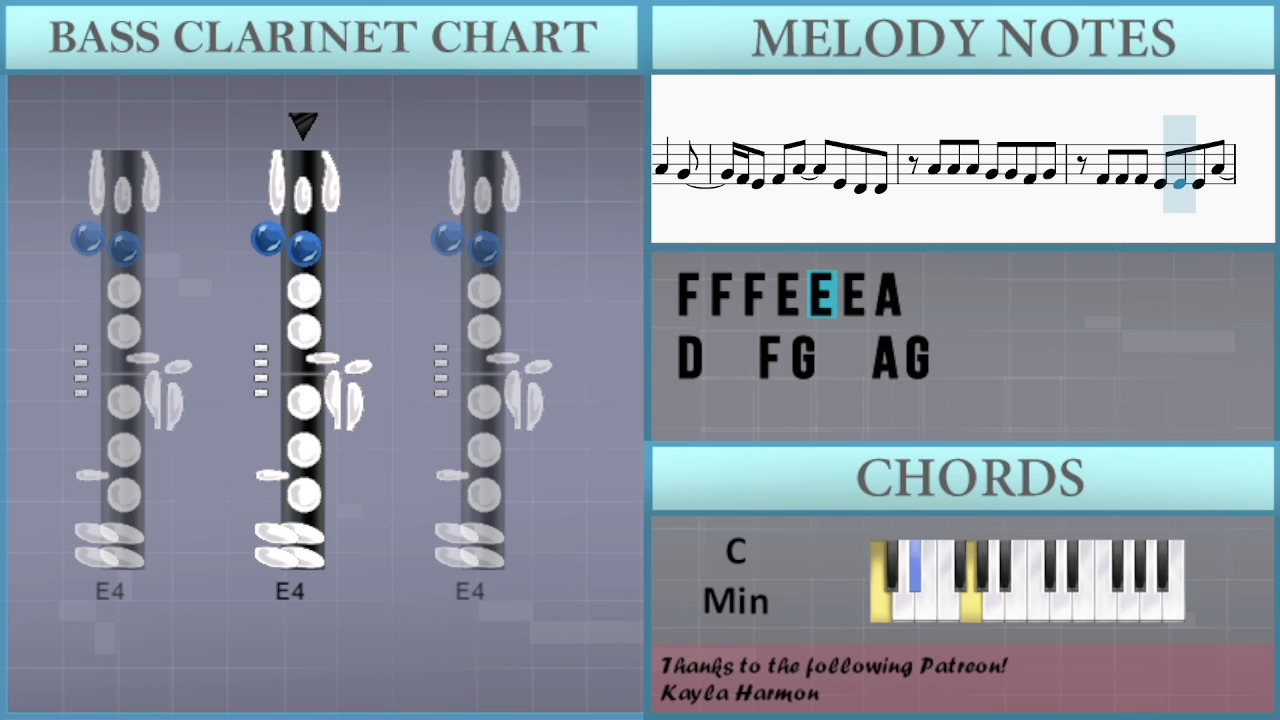 BASS CLARINET CHART
E4 E4 E4
MELODY NOTES
FFFEEEA
D FG AG
CHORDS
C
Min
Thanks to the following Patreon!
Kayla Harmon